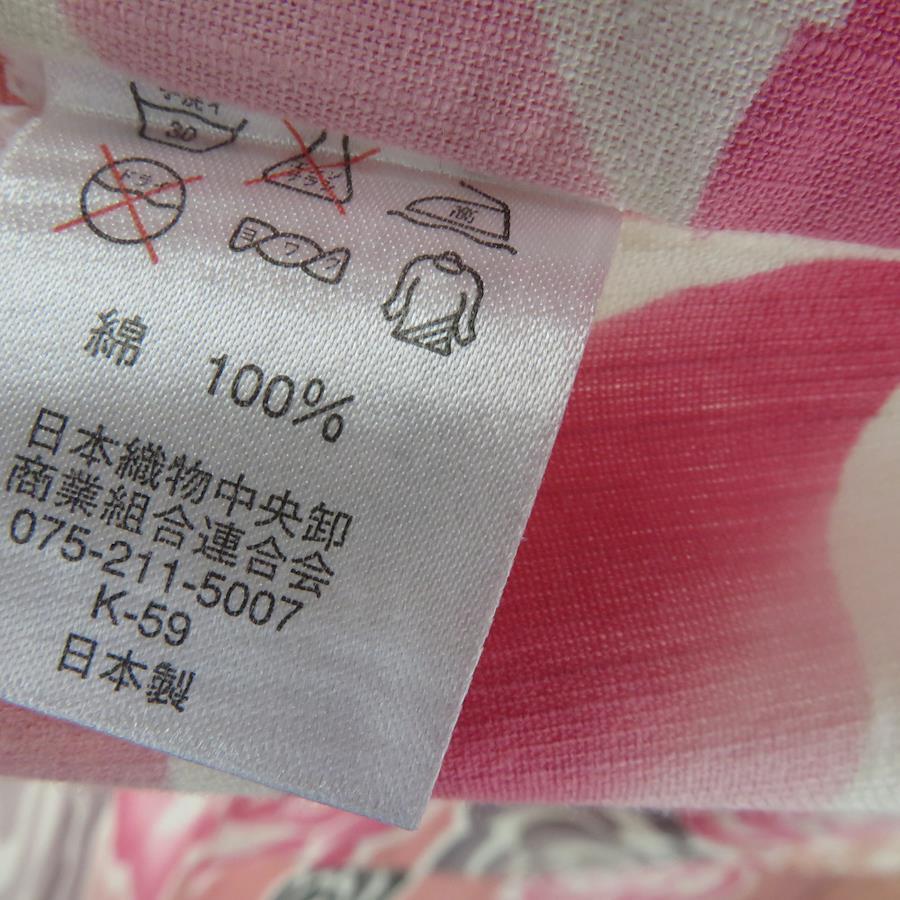 手洗イ
30
ドライ
高
ヨワク
綿 100%
日本織物中央卸
商業組合連合会
075-211-5007
K-59
日本製